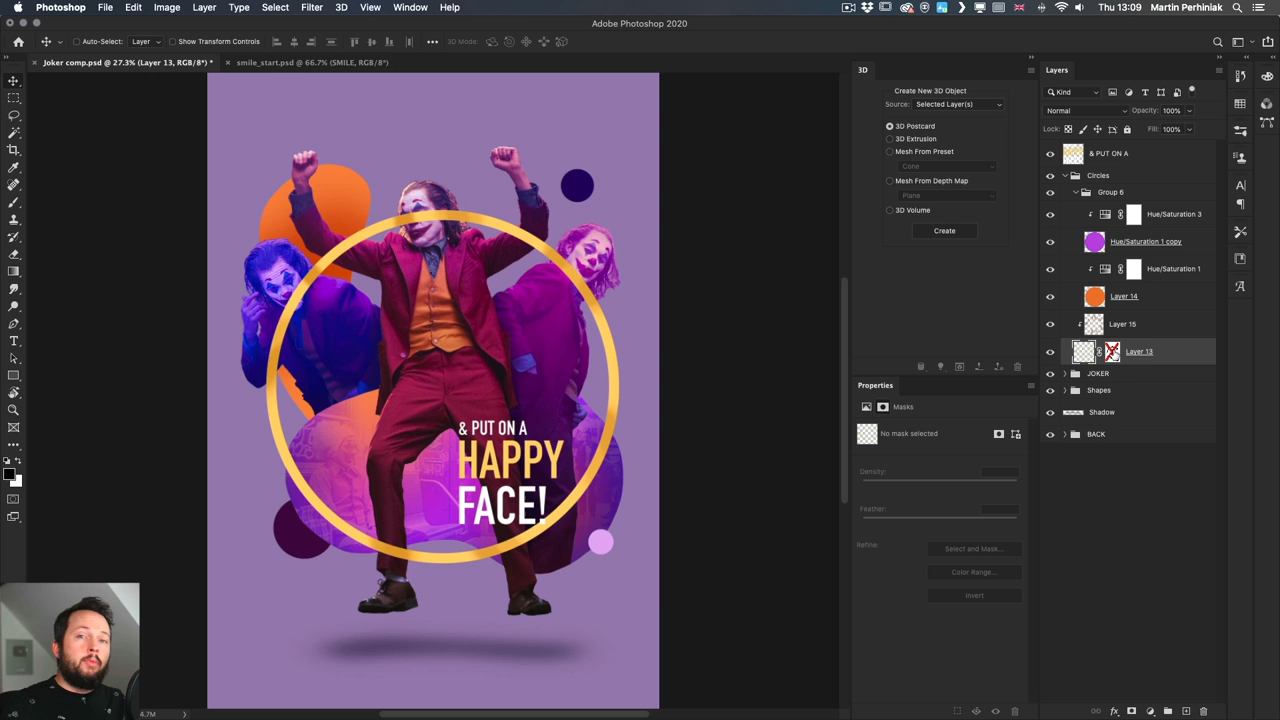 Photoshop File Edit Image Layer Type Select Filter 3D View Window Help
Thu 13:09 Martin Perhiniak
Adobe Photoshop 2020
Auto-Select: Layer Show Transform Controls
3D Mode:
Joker comp.psd @ 27.3% (Layer 13, RGB/8*) *
smile_start.psd @ 66.7% (SMILE, RGB/8*)
& PUT ON A
HAPPY
FACE!
4.7M
3D
Create New 3D Object
Source: Selected Layer(s)
3D Postcard
3D Extrusion
Mesh From Preset
Cone
Mesh From Depth Map
Plane
3D Volume
Create
Properties
Masks
No mask selected
Density:
Feather:
Refine:
Select and Mask...
Color Range...
Invert
Layers
Kind
Normal Opacity: 100%
Lock: Fill: 100%
& PUT ON A
Circles
Group 6
Hue/Saturation 3
Hue/Saturation 1 copy
Hue/Saturation 1
Layer 14
Layer 15
Layer 13
JOKER
Shapes
Shadow
BACK